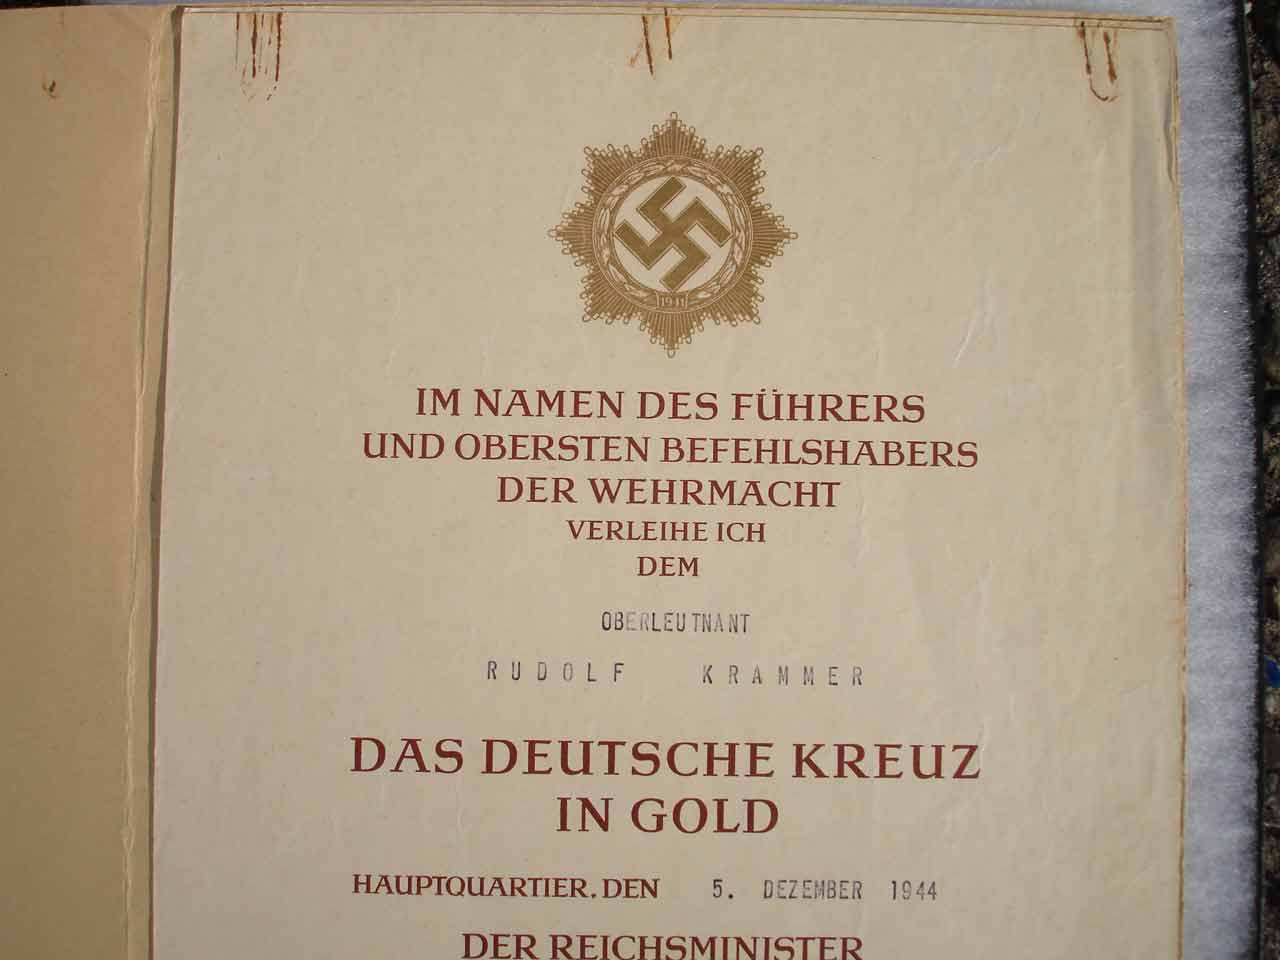 1941
IM NAMEN DES FÜHRERS
UND OBERSTEN BEFEHLSHABERS
DER WEHRMACHT
VERLEIHE ICH
DEM
OBERLEUTNANT
RUDOLF KRAMMER
DAS DEUTSCHE KREUZ
IN GOLD
HAUPTQUARTIER, DEN 5. DEZEMBER 1944
DER REICHSMINISTER